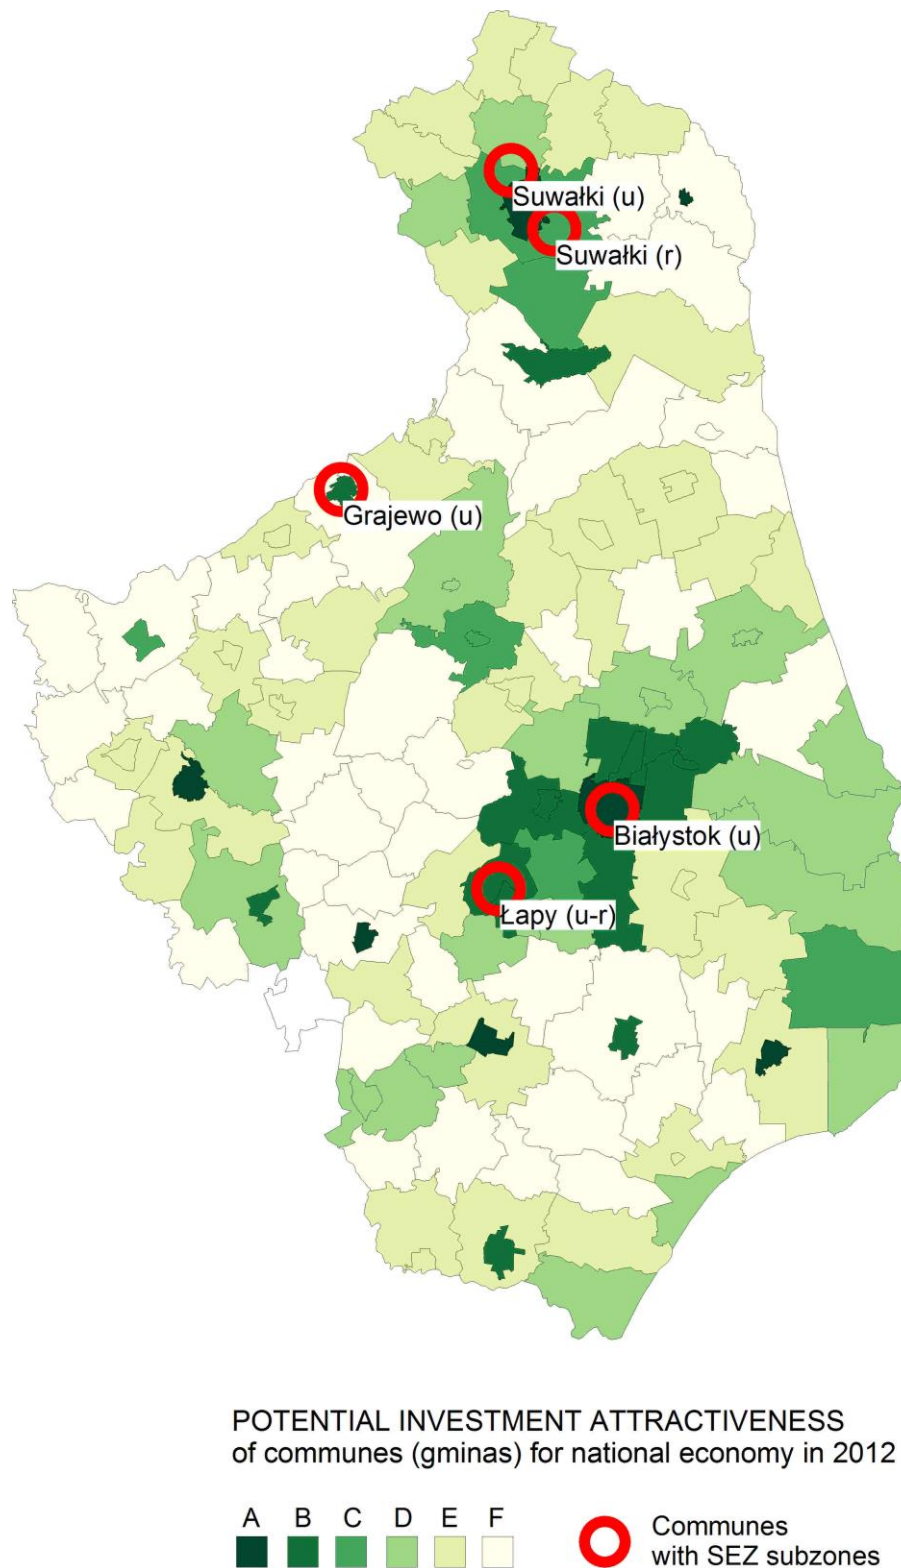 Suwałki (u)
Suwałki (r)
Grajewo (u)
Białystok (u)
Łapy (u-r)
POTENTIAL INVESTMENT ATTRACTIVENESS
of communes (gminas) for national economy in 2012
A B C D E F
Communes
with SEZ subzones